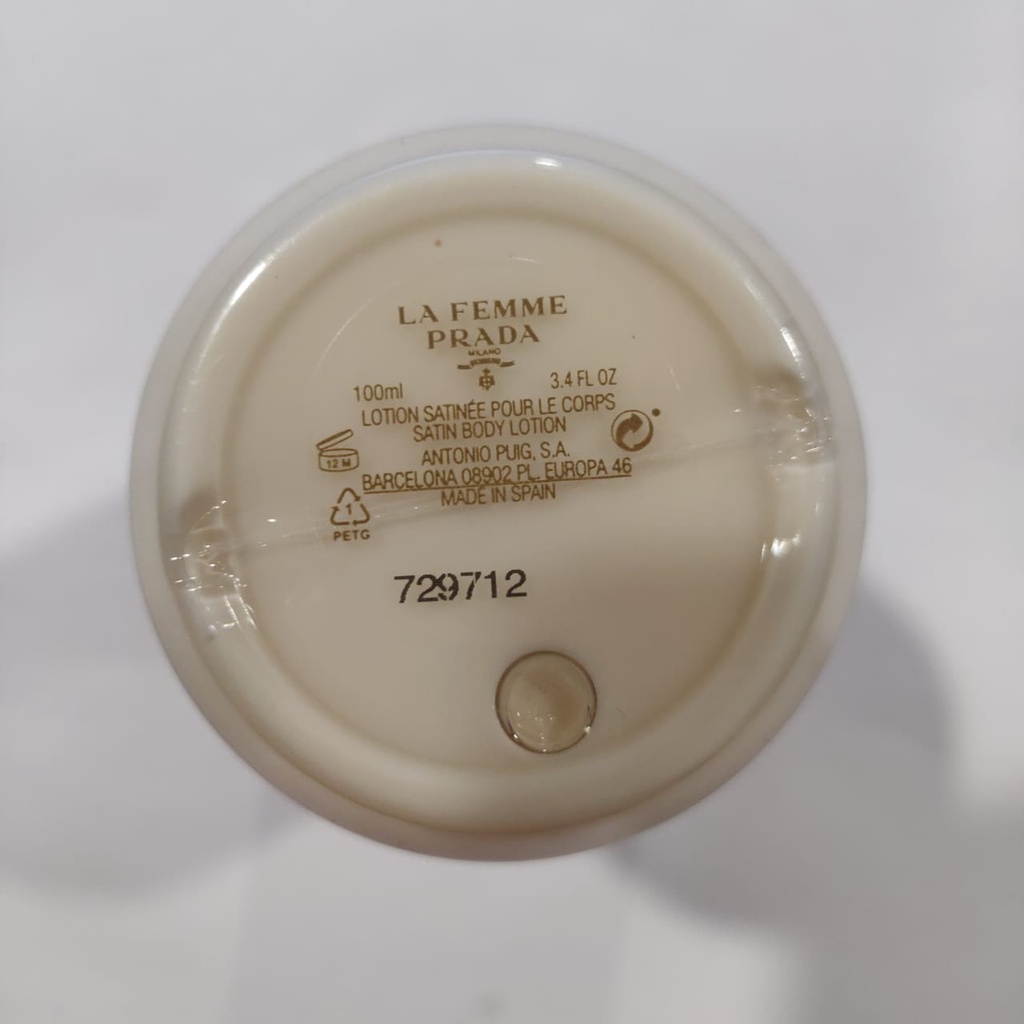 LA FEMME
PRADA
MILANO
100ml 3.4 FL OZ
LOTION SATINÉE POUR LE CORPS
SATIN BODY LOTION
ANTONIO PUIG, S.A.
12 M
BARCELONA 08902 PL. EUROPA 46
MADE IN SPAIN
1
PETG
729712